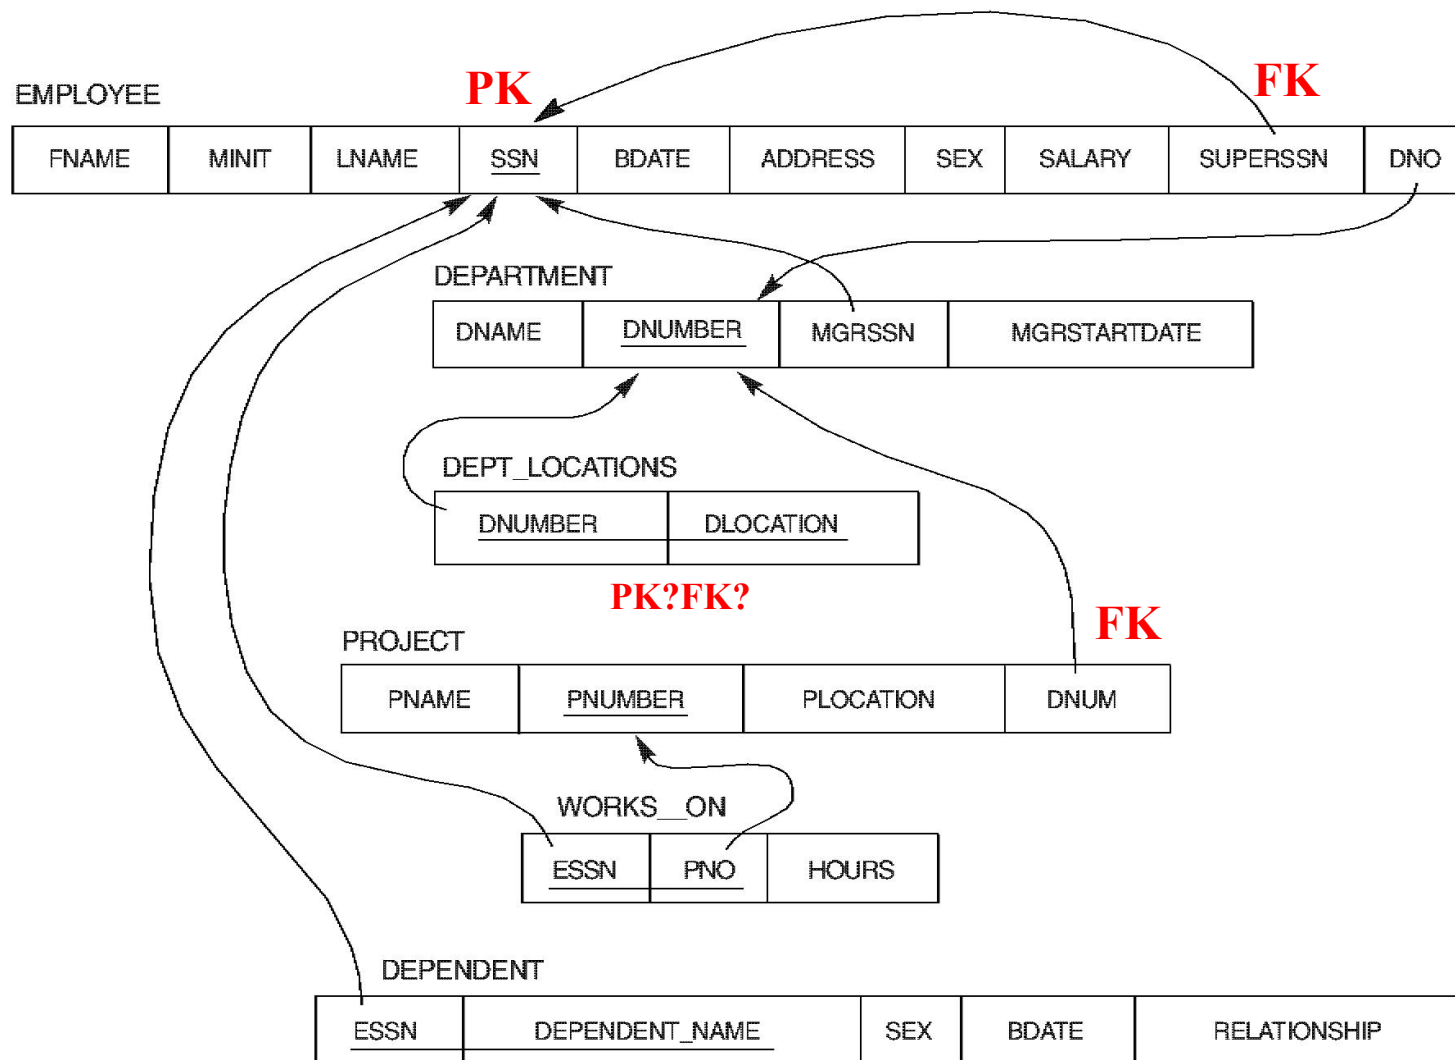 PK FK
EMPLOYEE
FNAME MINIT LNAME SSN BDATE ADDRESS SEX SALARY SUPERSSN DNO
DEPARTMENT
DNAME DNUMBER MGRSSN MGRSTARTDATE
DEPT_LOCATIONS
DNUMBER DLOCATION
PK?FK?
FK
PROJECT
PNAME PNUMBER PLOCATION DNUM
WORKS__ON
ESSN PNO HOURS
DEPENDENT
ESSN DEPENDENT_NAME SEX BDATE RELATIONSHIP